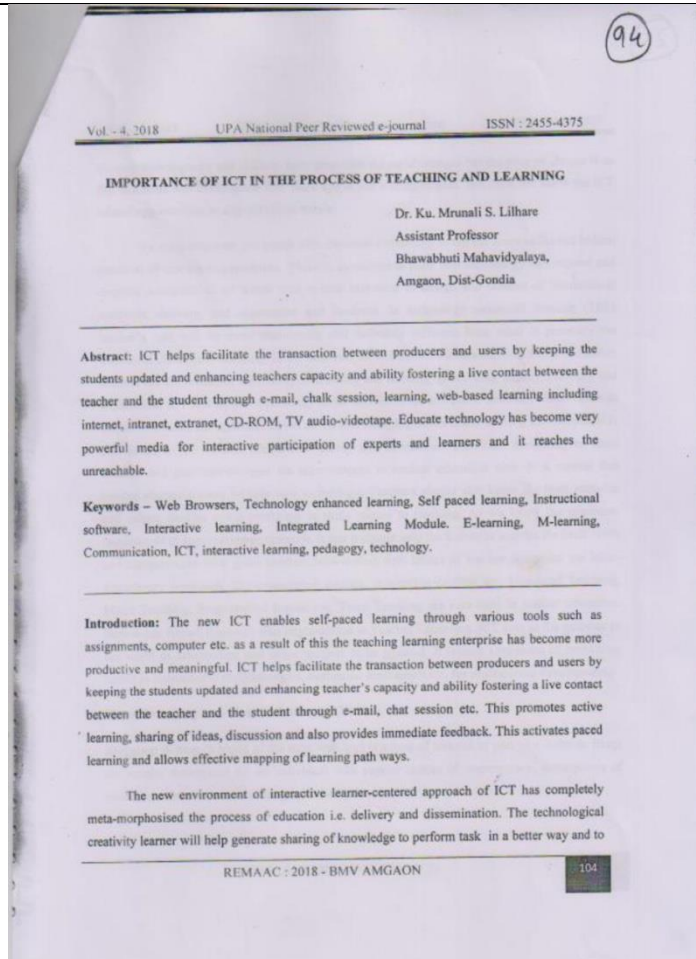 94
Vol. - 4, 2018 UPA National Peer Reviewed e-journal ISSN : 2455-4375
IMPORTANCE OF ICT IN THE PROCESS OF TEACHING AND LEARNING
Dr. Ku. Mrunali S. Lilhare
Assistant Professor
Bhawabhuti Mahavidyalaya,
Amgaon, Dist-Gondia
Abstract: ICT helps facilitate the transaction between producers and users by keeping the
students updated and enhancing teachers capacity and ability fostering a live contact between the
teacher and the student through e-mail, chalk session, learning, web-based learning including
internet, intranet, extranet, CD-ROM, TV audio-videotape. Educate technology has become very
powerful media for interactive participation of experts and learners and it reaches the
unreachable.
Keywords – Web Browsers, Technology enhanced learning, Self paced learning, Instructional
software, Interactive learning, Integrated Learning Module. E-learning, M-learning,
Communication, ICT, interactive learning, pedagogy, technology.
Introduction: The new ICT enables self-paced learning through various tools such as
assignments, computer etc. as a result of this the teaching learning enterprise has become more
productive and meaningful. ICT helps facilitate the transaction between producers and users by
keeping the students updated and enhancing teacher's capacity and ability fostering a live contact
between the teacher and the student through e-mail, chat session etc. This promotes active
learning, sharing of ideas, discussion and also provides immediate feedback. This activates paced
learning and allows effective mapping of learning path ways.
The new environment of interactive learner-centered approach of ICT has completely
meta-morphosised the process of education i.e. delivery and dissemination. The technological
creativity learner will help generate sharing of knowledge to perform task in a better way and to
REMAAC : 2018 - BMV AMGAON 104